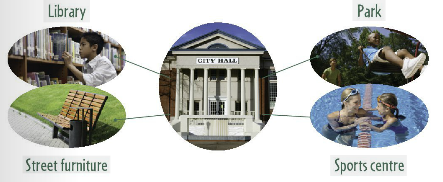 Library
Park
CITY HALL
Street furniture
Sports centre